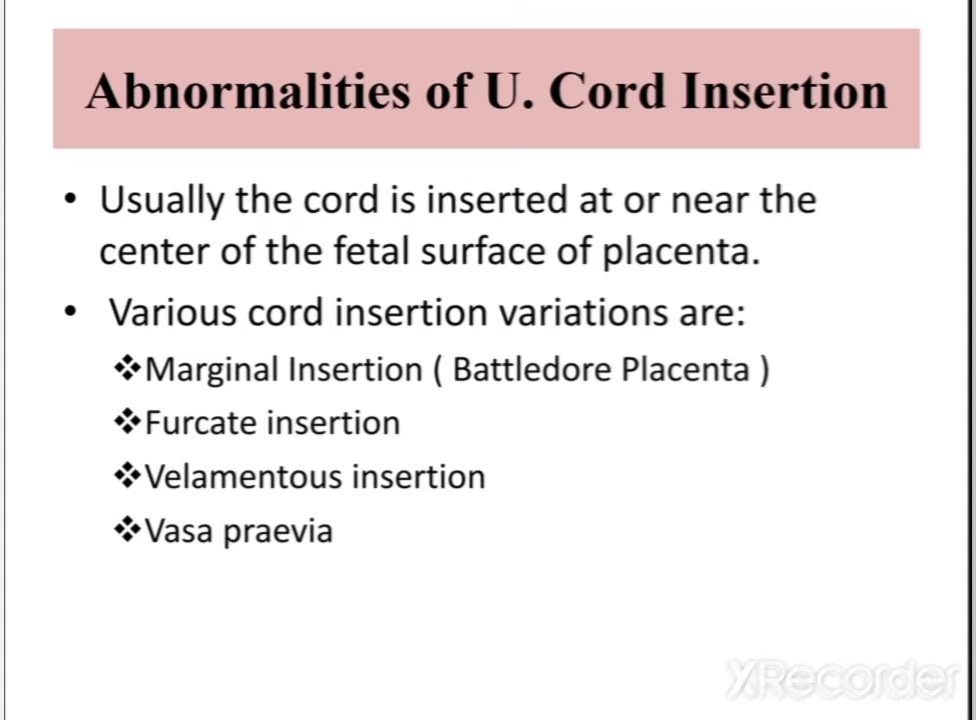 Abnormalities of U. Cord Insertion
• Usually the cord is inserted at or near the
center of the fetal surface of placenta.
• Various cord insertion variations are:
❖Marginal Insertion ( Battledore Placenta )
❖Furcate insertion
❖Velamentous insertion
❖Vasa praevia
XRecorder